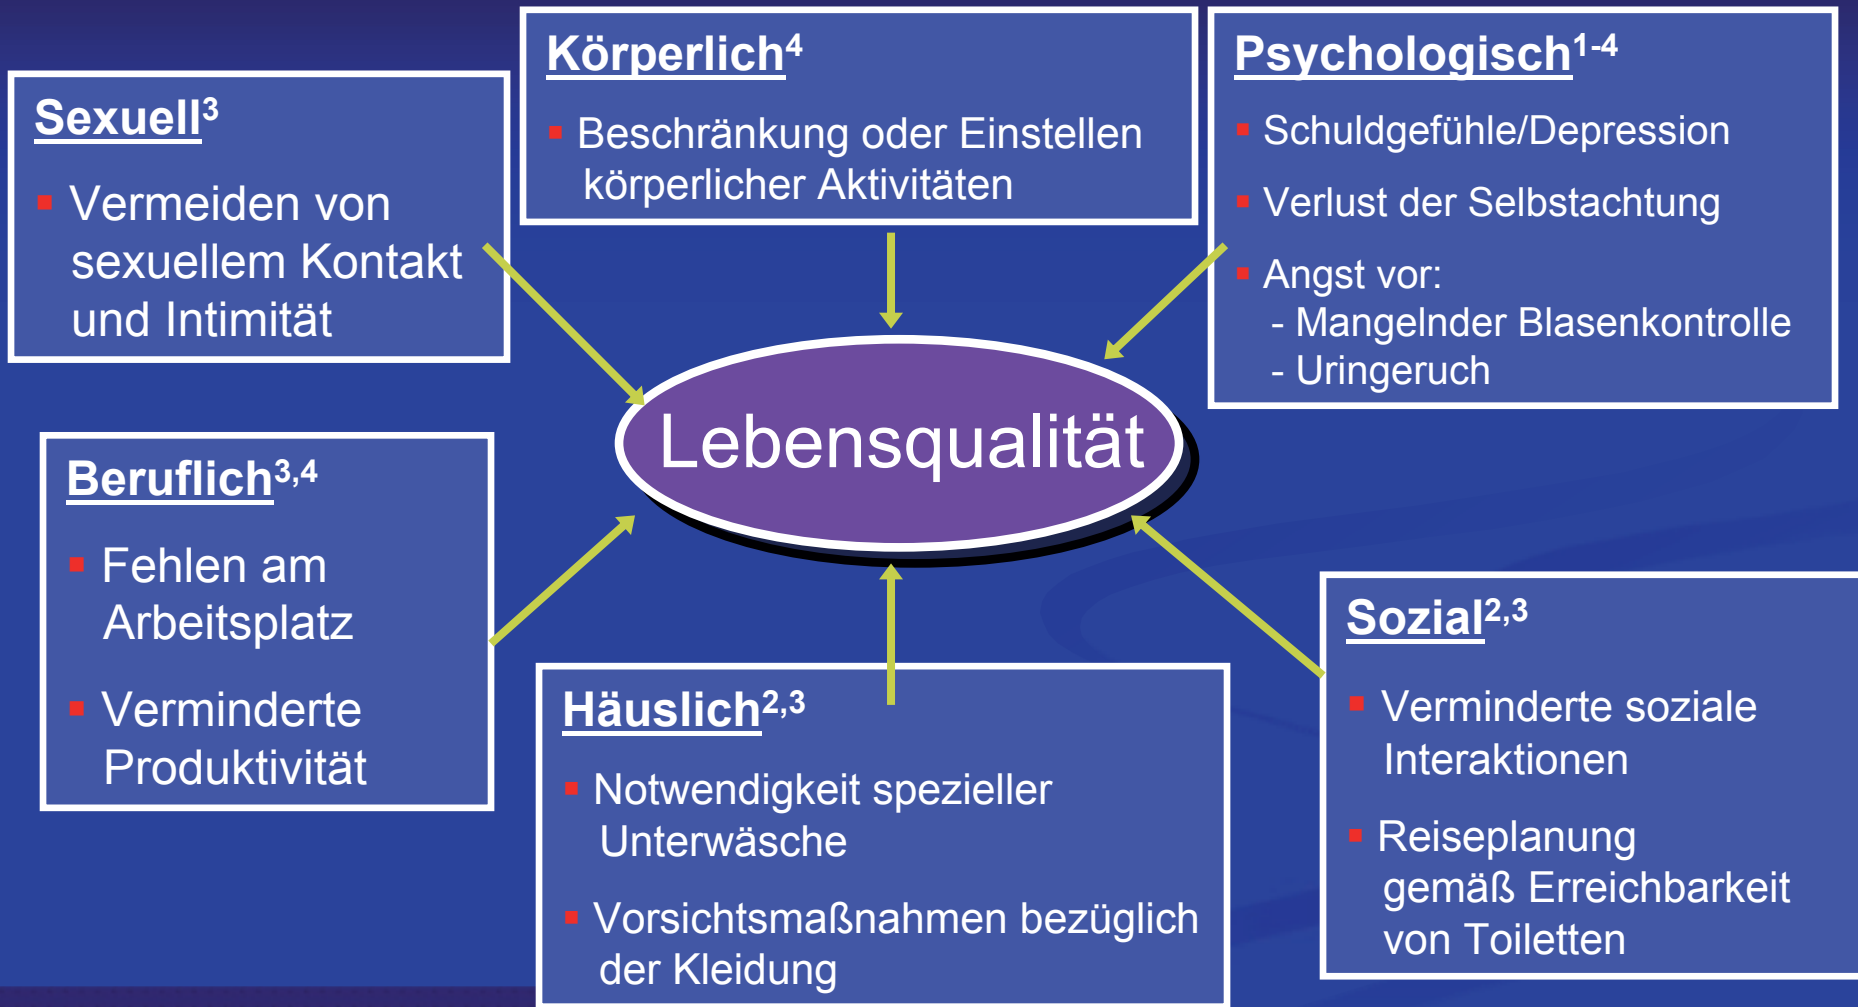 Körperlich4
Beschränkung oder Einstellen
körperlicher Aktivitäten
Psychologisch1-4
Schuldgefühle/Depression
Verlust der Selbstachtung
Angst vor:
- Mangelnder Blasenkontrolle
- Uringeruch
Sexuell3
Vermeiden von
sexuellem Kontakt
und Intimität
Lebensqualität
Beruflich3,4
Fehlen am
Arbeitsplatz
Verminderte
Produktivität
Häuslich2,3
Notwendigkeit spezieller
Unterwäsche
Vorsichtsmaßnahmen bezüglich
der Kleidung
Sozial2,3
Verminderte soziale
Interaktionen
Reiseplanung
gemäß Erreichbarkeit
von Toiletten